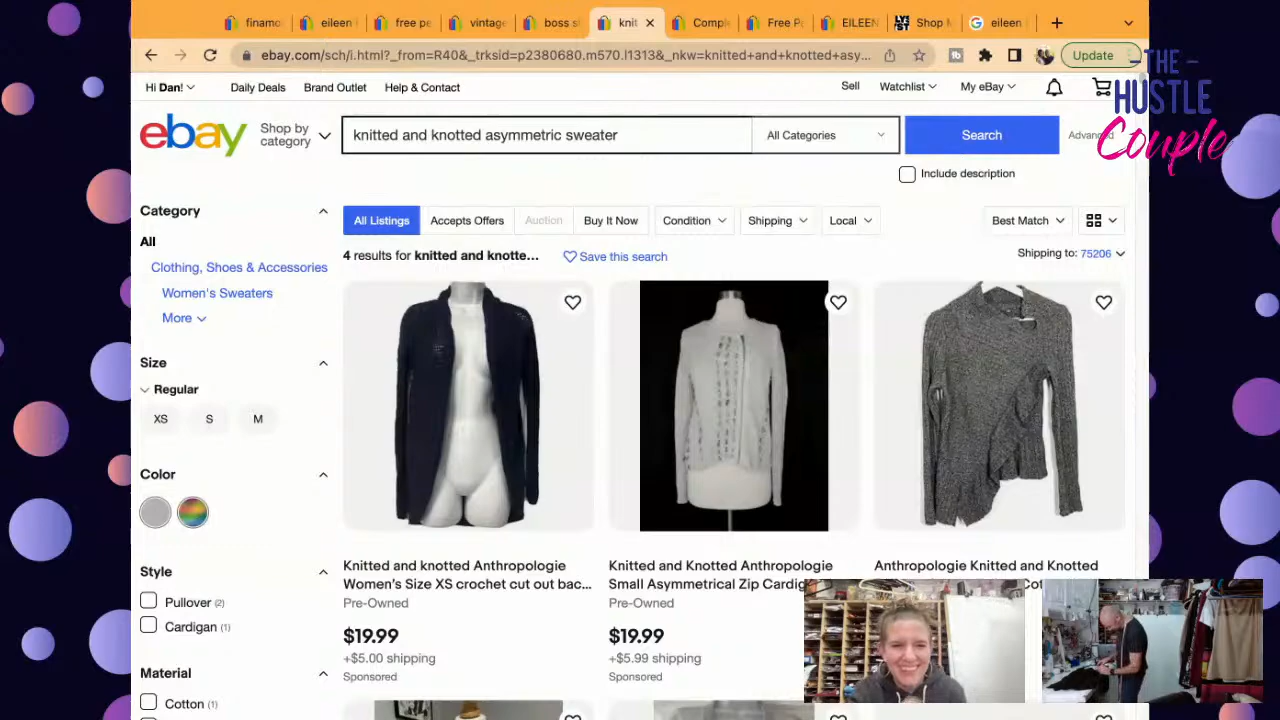 finamo
eileen
free pe
vintage
boss s
knit
Comple
Free Pe
EILEEN
LYST
Shop M
eileen
ebay.com/sch/i.html?_from=R40&_trksid=p2380680.m570.l1313&_nkw=knitted+and+knotted+asy...
Update
THE
HUSTLE
Couple
Hi Dan!
Daily Deals
Brand Outlet
Help & Contact
Sell
Watchlist
My eBay
ebay
Shop by category
knitted and knotted asymmetric sweater
All Categories
Search
Advanced
Include description
Category
All
Clothing, Shoes & Accessories
Women's Sweaters
More
Size
Regular
XS
S
M
Color
Style
Pullover (2)
Cardigan (1)
Material
Cotton (1)
All Listings
Accepts Offers
Auction
Buy It Now
Condition
Shipping
Local
Best Match
4 results for knitted and knotte...
Save this search
Shipping to: 75206
Knitted and knotted Anthropologie
Women's Size XS crochet cut out bac...
Pre-Owned
$19.99
+$5.00 shipping
Sponsored
Knitted and Knotted Anthropologie
Small Asymmetrical Zip Cardig
Pre-Owned
$19.99
+$5.99 shipping
Sponsored
Anthropologie Knitted and Knotted